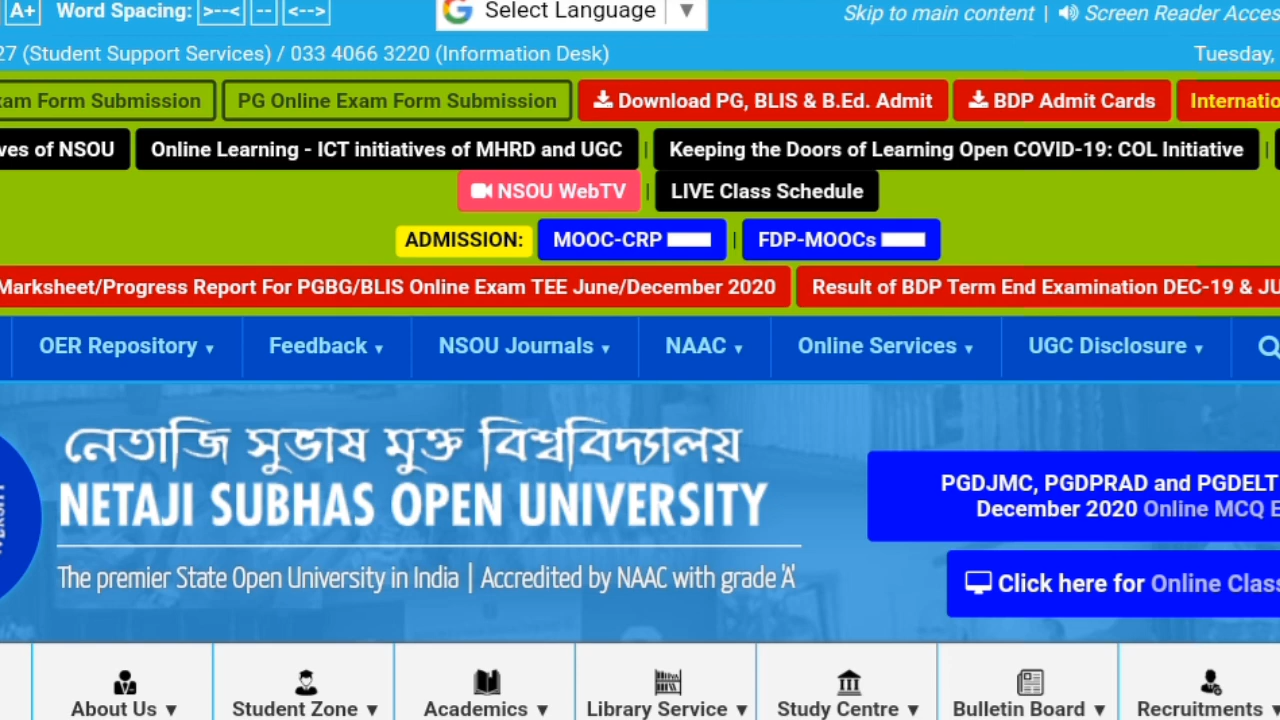 A+ Word Spacing: >--< -- <--> Select Language ▼ Skip to main content | Screen Reader Acces
27 (Student Support Services) / 033 4066 3220 (Information Desk) Tuesday,
xam Form Submission PG Online Exam Form Submission Download PG, BLIS & B.Ed. Admit BDP Admit Cards Internatio
ves of NSOU Online Learning - ICT initiatives of MHRD and UGC | Keeping the Doors of Learning Open COVID-19: COL Initiative |
NSOU WebTV | LIVE Class Schedule
ADMISSION: MOOC-CRP | FDP-MOOCs
Marksheet/Progress Report For PGBG/BLIS Online Exam TEE June/December 2020 Result of BDP Term End Examination DEC-19 & JU
OER Repository ▼ Feedback ▼ NSOU Journals ▼ NAAC ▼ Online Services ▼ UGC Disclosure ▼
নেতাজি সুভাষ মুক্ত বিশ্ববিদ্যালয়
NETAJI SUBHAS OPEN UNIVERSITY
The premier State Open University in India | Accredited by NAAC with grade 'A'
PGDJMC, PGDPRAD and PGDELT
December 2020 Online MCQ E
Click here for Online Class
About Us ▼ Student Zone ▼ Academics ▼ Library Service ▼ Study Centre ▼ Bulletin Board ▼ Recruitments ▼